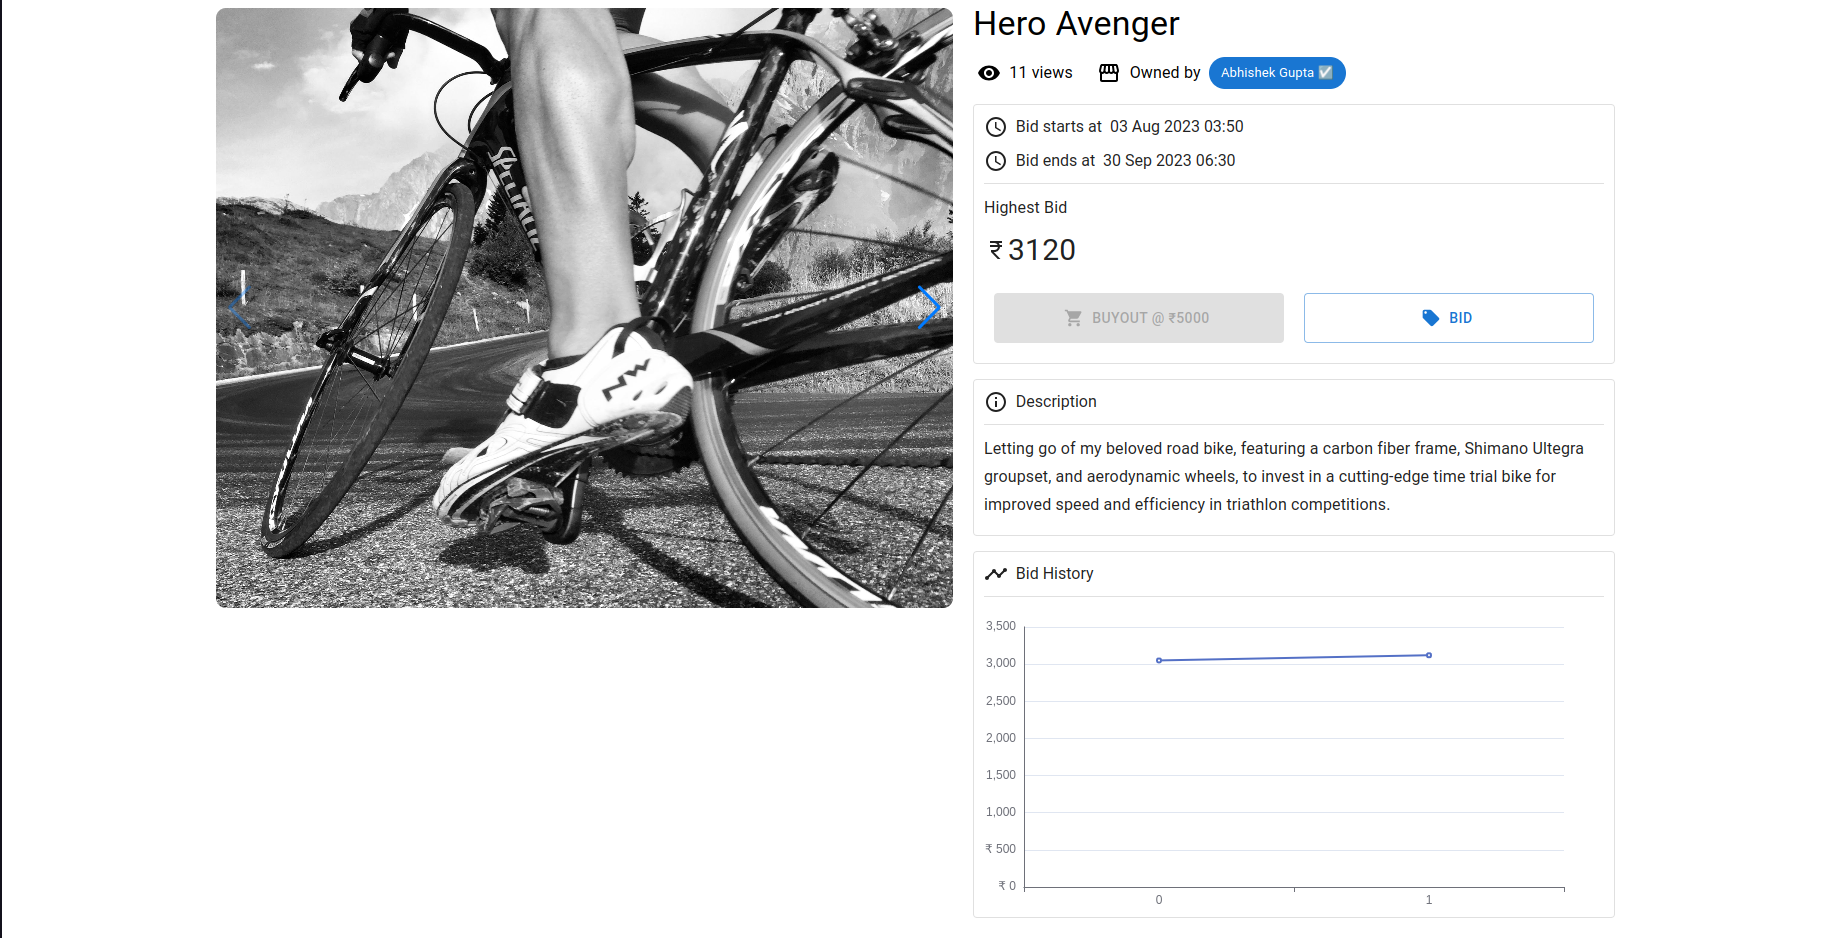 Hero Avenger
11 views Owned by Abhishek Gupta ☑
Bid starts at 03 Aug 2023 03:50
Bid ends at 30 Sep 2023 06:30
Highest Bid
₹ 3120
BUYOUT @ ₹5000 BID
Description
Letting go of my beloved road bike, featuring a carbon fiber frame, Shimano Ultegra
groupset, and aerodynamic wheels, to invest in a cutting-edge time trial bike for
improved speed and efficiency in triathlon competitions.
Bid History
3,500
3,000
2,500
2,000
1,500
1,000
₹ 500
₹ 0
0 1